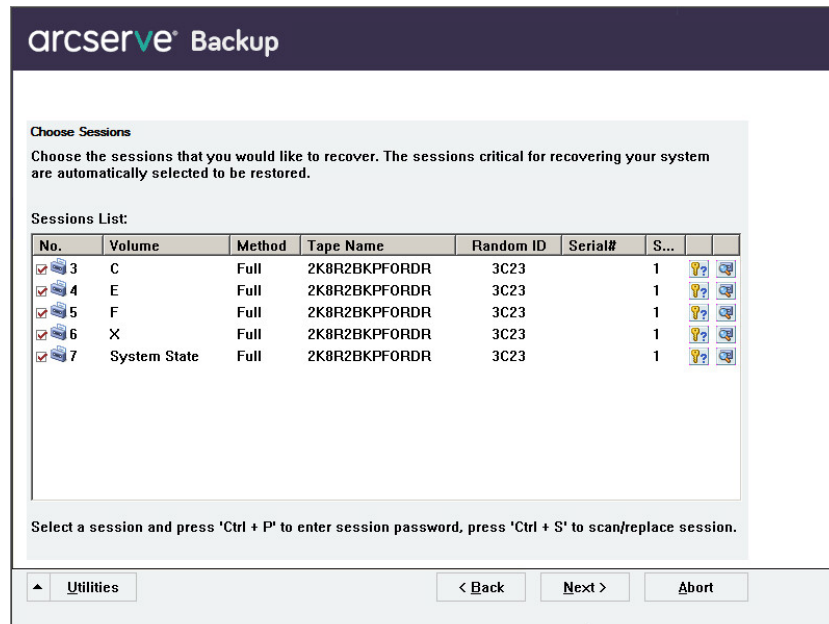 arcserve® Backup
Choose Sessions
Choose the sessions that you would like to recover. The sessions critical for recovering your system
are automatically selected to be restored.
Sessions List:
No. Volume Method Tape Name Random ID Serial# S...
3 C Full 2K8R2BKPFORDR 3C23 1
4 E Full 2K8R2BKPFORDR 3C23 1
5 F Full 2K8R2BKPFORDR 3C23 1
6 X Full 2K8R2BKPFORDR 3C23 1
7 System State Full 2K8R2BKPFORDR 3C23 1
Select a session and press 'Ctrl + P' to enter session password, press 'Ctrl + S' to scan/replace session.
Utilities < Back Next > Abort